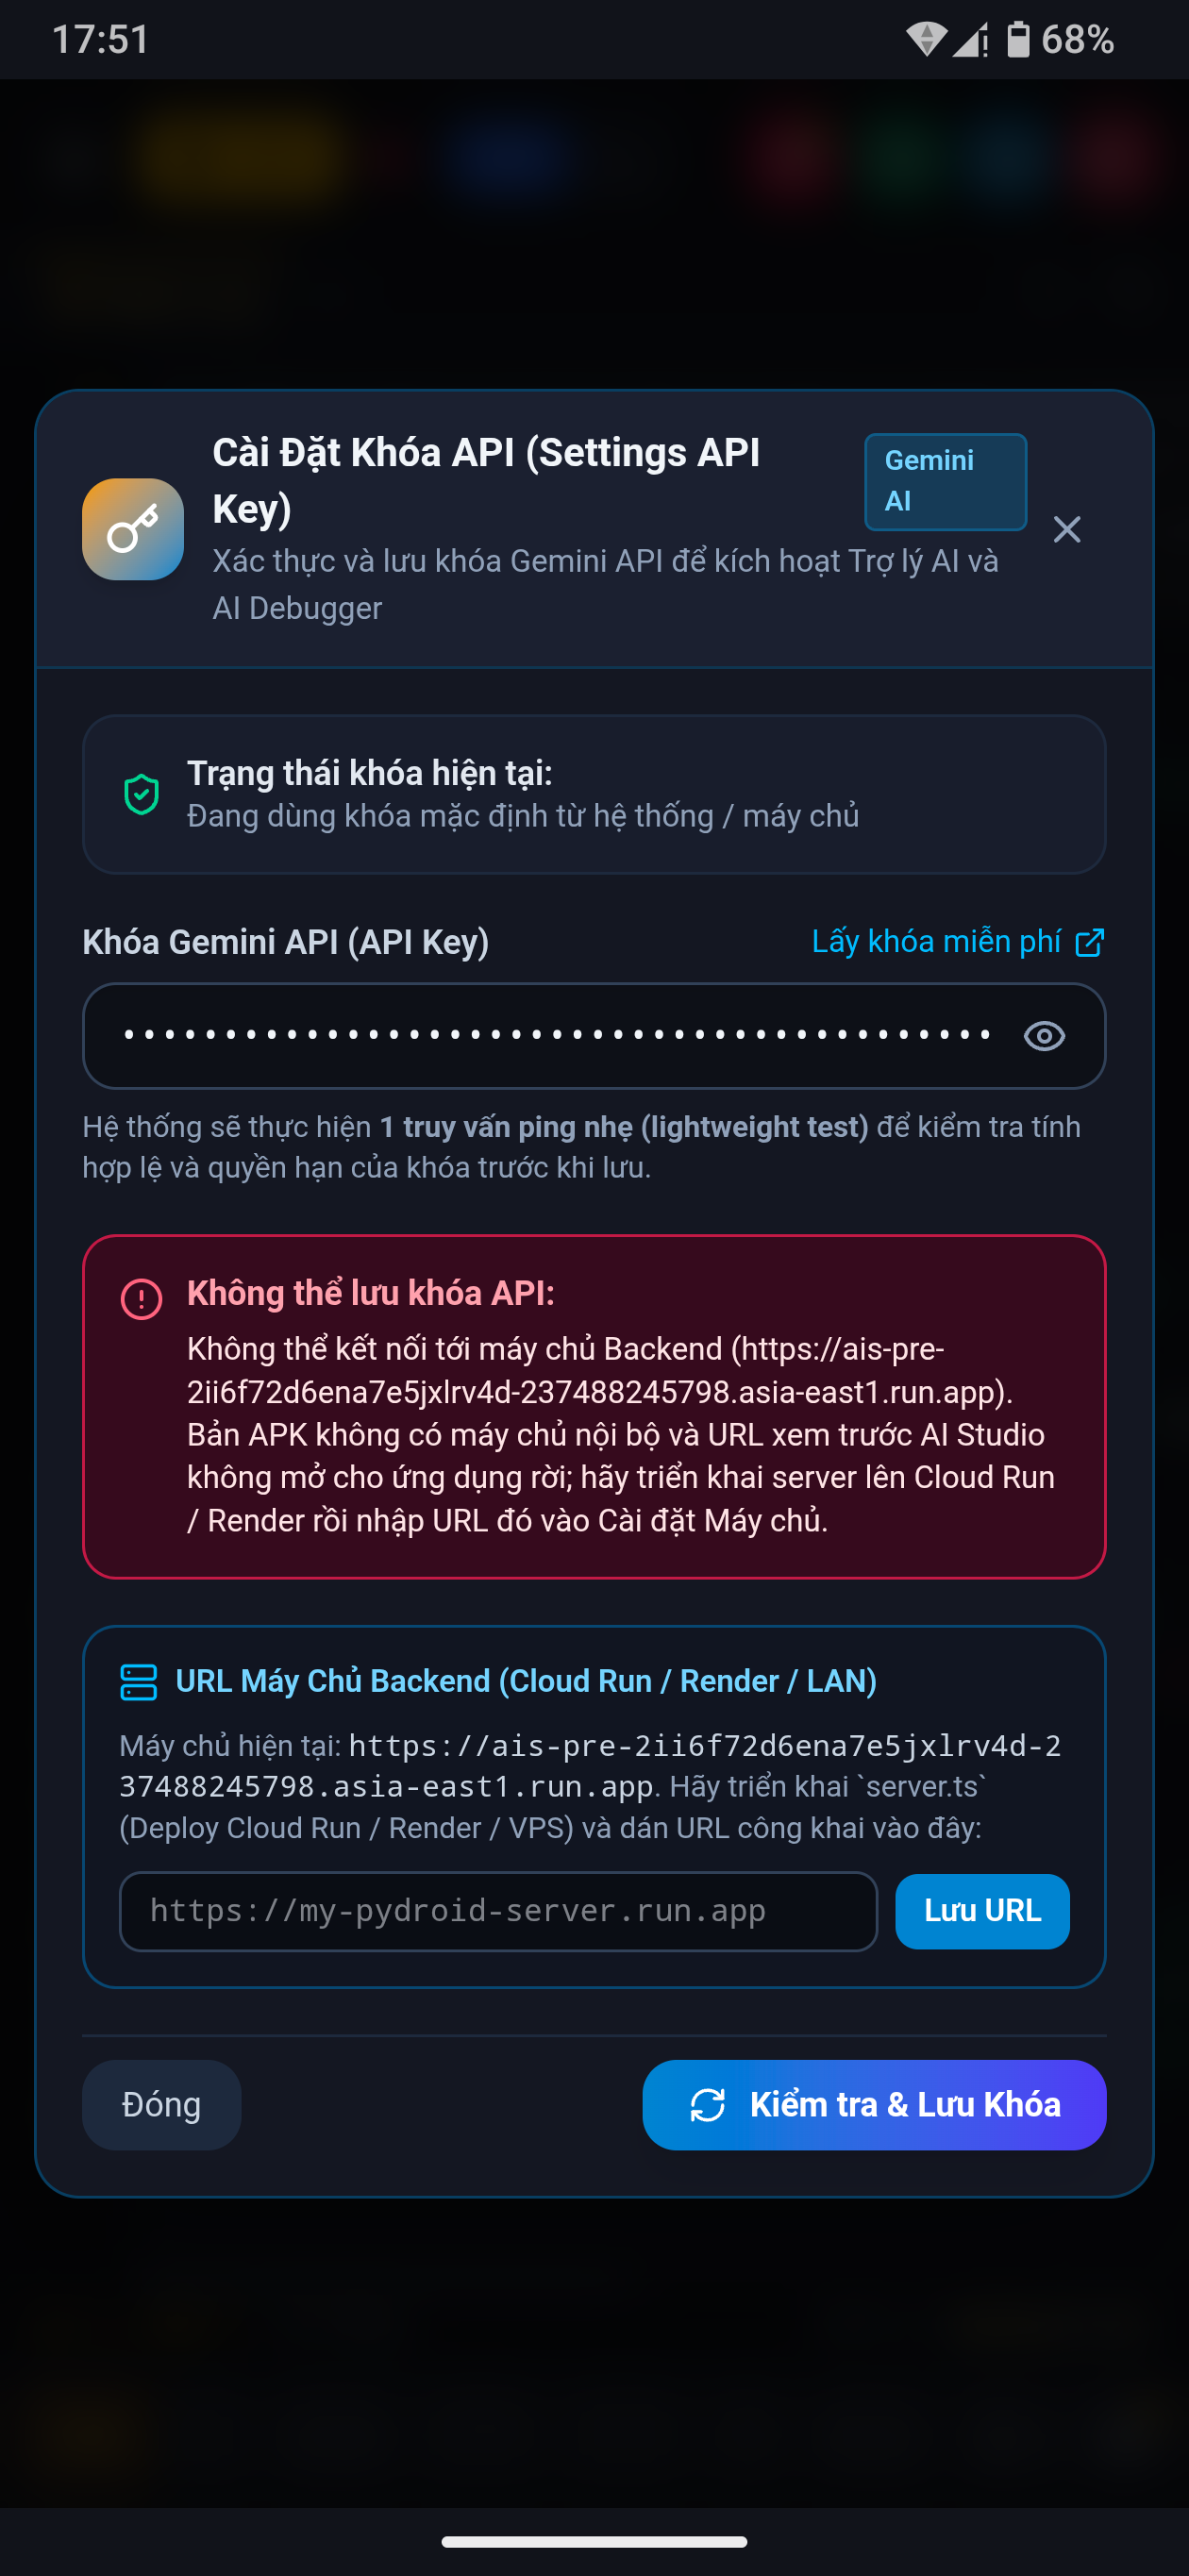 17:51
68%
Cài Đặt Khóa API (Settings API
Key)
Gemini
AI
Xác thực và lưu khóa Gemini API để kích hoạt Trợ lý AI và
AI Debugger
Trạng thái khóa hiện tại:
Đang dùng khóa mặc định từ hệ thống / máy chủ
Khóa Gemini API (API Key)
Lấy khóa miễn phí
Hệ thống sẽ thực hiện 1 truy vấn ping nhẹ (lightweight test) để kiểm tra tính
hợp lệ và quyền hạn của khóa trước khi lưu.
Không thể lưu khóa API:
Không thể kết nối tới máy chủ Backend (https://ais-pre-
2ii6f72d6ena7e5jxlrv4d-237488245798.asia-east1.run.app).
Bản APK không có máy chủ nội bộ và URL xem trước AI Studio
không mở cho ứng dụng rời; hãy triển khai server lên Cloud Run
/ Render rồi nhập URL đó vào Cài đặt Máy chủ.
URL Máy Chủ Backend (Cloud Run / Render / LAN)
Máy chủ hiện tại: https://ais-pre-2ii6f72d6ena7e5jxlrv4d-2
37488245798.asia-east1.run.app. Hãy triển khai `server.ts`
(Deploy Cloud Run / Render / VPS) và dán URL công khai vào đây:
https://my-pydroid-server.run.app
Lưu URL
Đóng
Kiểm tra & Lưu Khóa